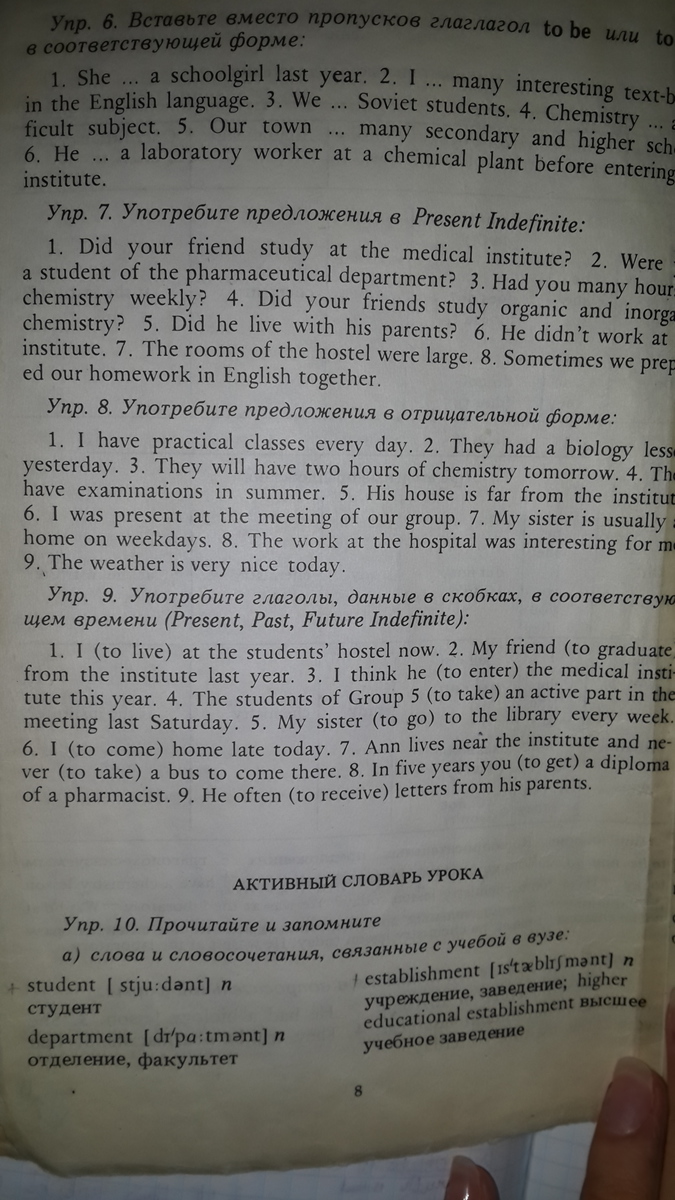 Упр. 6. Вставьте вместо пропусков глаглагол to be или to
в соответствующей форме:
1. She ... a schoolgirl last year. 2. I ... many interesting text-b
in the English language. 3. We ... Soviet students. 4. Chemistry ... a
ficult subject. 5. Our town ... many secondary and higher sch
6. He ... a laboratory worker at a chemical plant before entering
institute.
Упр. 7. Употребите предложения в Present Indefinite:
1. Did your friend study at the medical institute? 2. Were
a student of the pharmaceutical department? 3. Had you many hour
chemistry weekly? 4. Did your friends study organic and inorga
chemistry? 5. Did he live with his parents? 6. He didn't work at
institute. 7. The rooms of the hostel were large. 8. Sometimes we prep
ed our homework in English together.
Упр. 8. Употребите предложения в отрицательной форме:
1. I have practical classes every day. 2. They had a biology less
yesterday. 3. They will have two hours of chemistry tomorrow. 4. The
have examinations in summer. 5. His house is far from the institut
6. I was present at the meeting of our group. 7. My sister is usually
home on weekdays. 8. The work at the hospital was interesting for m
9. The weather is very nice today.
Упр. 9. Употребите глаголы, данные в скобках, в соответствую
щем времени (Present, Past, Future Indefinite):
1. I (to live) at the students' hostel now. 2. My friend (to graduate
from the institute last year. 3. I think he (to enter) the medical insti-
tute this year. 4. The students of Group 5 (to take) an active part in the
meeting last Saturday. 5. My sister (to go) to the library every week.
6. I (to come) home late today. 7. Ann lives near the institute and ne-
ver (to take) a bus to come there. 8. In five years you (to get) a diploma
of a pharmacist. 9. He often (to receive) letters from his parents.
АКТИВНЫЙ СЛОВАРЬ УРОКА
Упр. 10. Прочитайте и запомните
а) слова и словосочетания, связанные с учебой в вузе:
+ student [stju:dənt] n
студент
department [dɪ'pɑ:tmənt] n
отделение, факультет
establishment [ɪs'tæblɪʃmənt] n
учреждение, заведение; higher
educational establishment высшее
учебное заведение
8